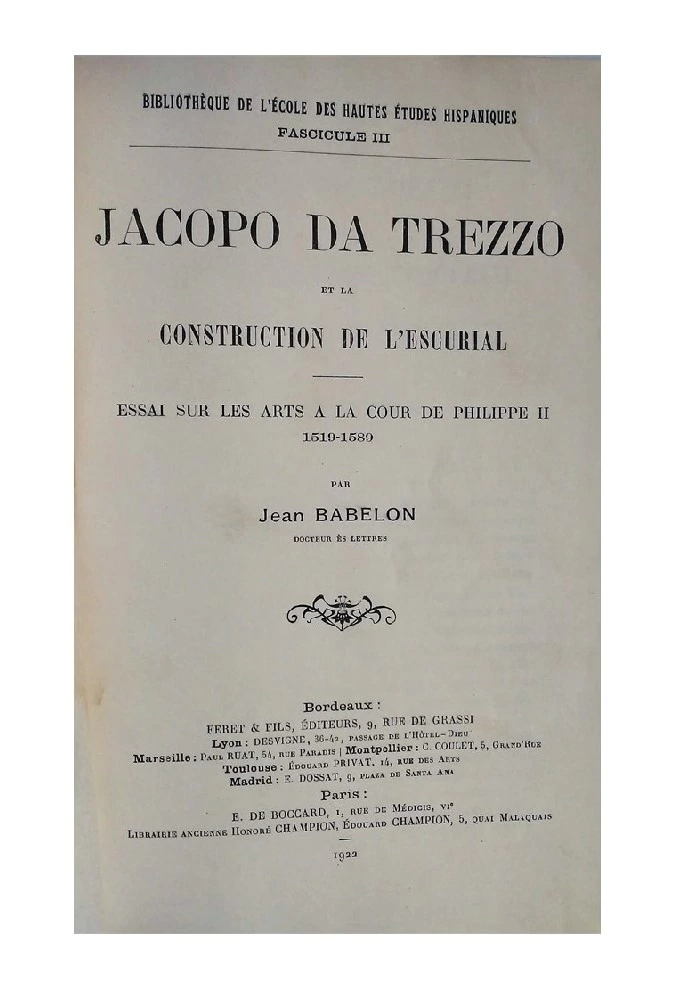 BIBLIOTHÈQUE DE L'ÉCOLE DES HAUTES ÉTUDES HISPANIQUES
FASCICULE III
JACOPO DA TREZZO
ET LA
CONSTRUCTION DE L'ESCURIAL
ESSAI SUR LES ARTS A LA COUR DE PHILIPPE II
1519-1589
PAR
Jean BABELON
DOCTEUR ÈS LETTRES
Bordeaux :
FERET & FILS, ÉDITEURS, 9, RUE DE GRASSI
Lyon : DESVIGNE, 36-42, PASSAGE DE L'HÔTEL-DIEU
Marseille : PAUL RUAT, 54, RUE PARADIS | Montpellier : C. COULET, 5, GRAND'RUE
Toulouse : ÉDOUARD PRIVAT, 14, RUE DES ARTS
Madrid : E. DOSSAT, 9, PLAZA DE SANTA ANA
Paris :
E. DE BOCCARD, 1, RUE DE MÉDICIS, VIe
LIBRAIRIE ANCIENNE HONORÉ CHAMPION, ÉDOUARD CHAMPION, 5, QUAI MALAQUAIS
1922